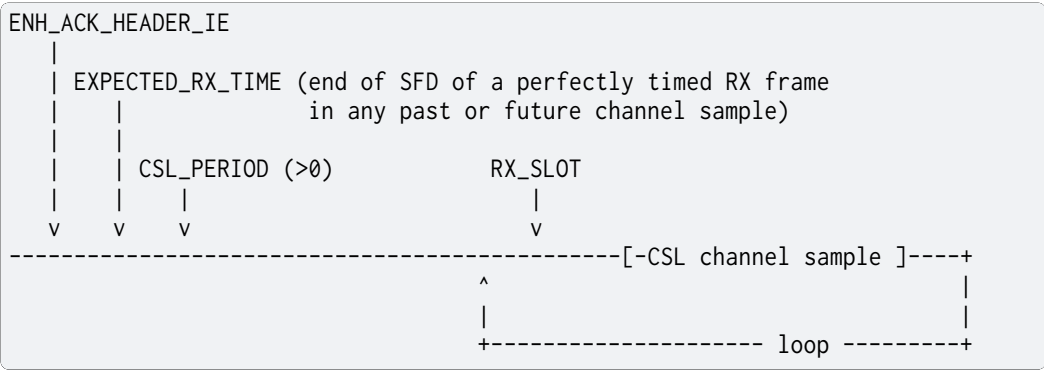 ENH_ACK_HEADER_IE
|
| EXPECTED_RX_TIME (end of SFD of a perfectly timed RX frame
| | in any past or future channel sample)
| |
| | CSL_PERIOD (>0) RX_SLOT
| | | |
v v v v
-----------------------------------------------[-CSL channel sample ]----+
^ |
| |
+--------------------- loop ---------+